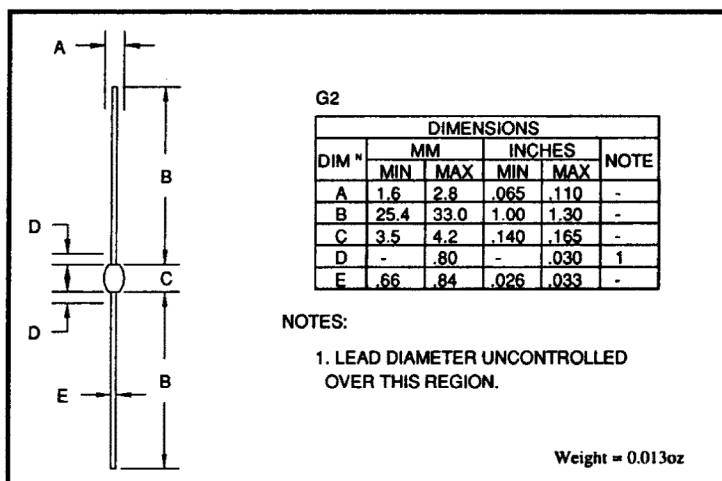 A
B
D
C
D
E
B
G2
DIMENSIONS
DIM ᴺ MM INCHES NOTE
MIN MAX MIN MAX
A 1.6 2.8 .065 .110 -
B 25.4 33.0 1.00 1.30 -
C 3.5 4.2 .140 .165 -
D - .80 - .030 1
E .66 .84 .026 .033 -
NOTES:
1. LEAD DIAMETER UNCONTROLLED
OVER THIS REGION.
Weight = 0.013oz